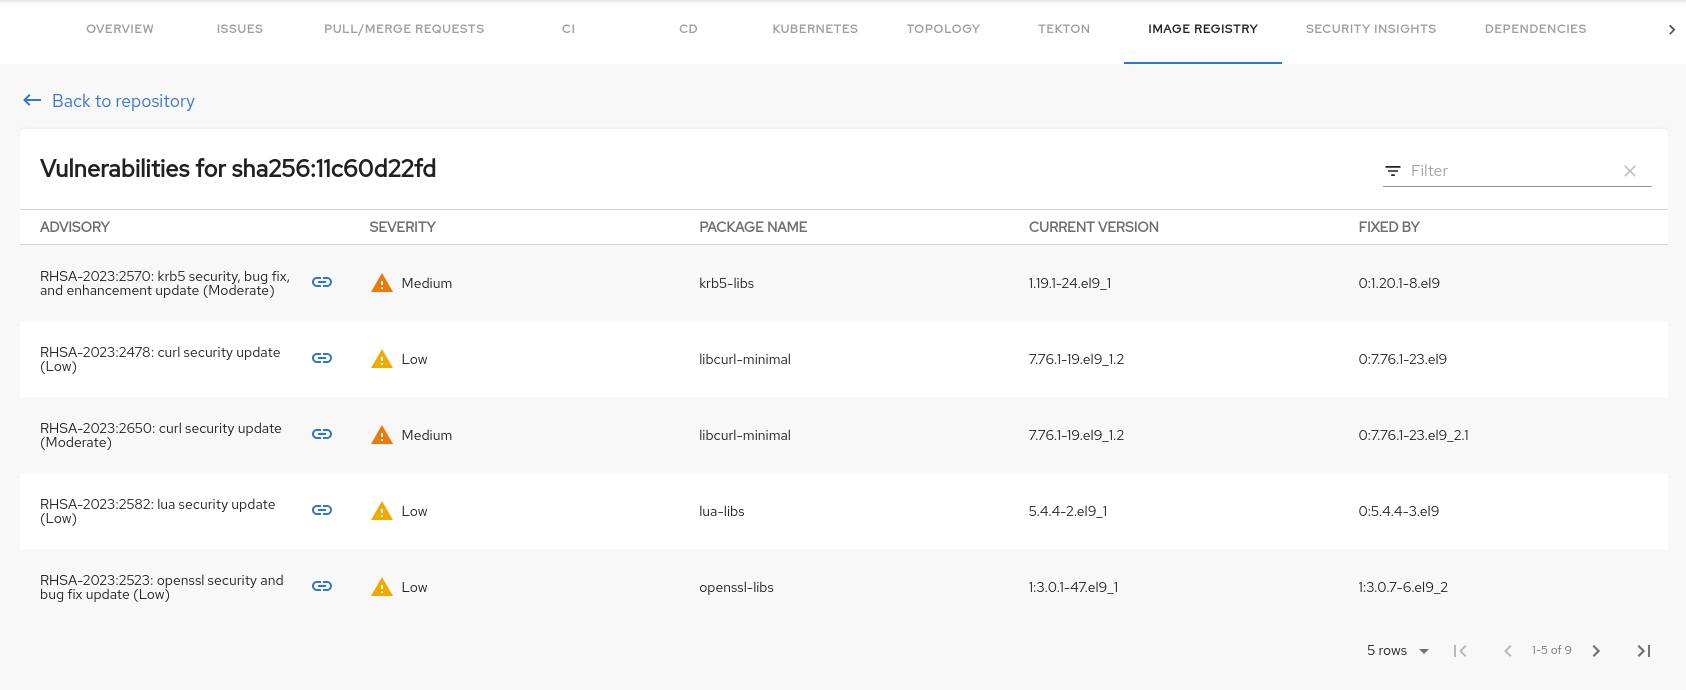 OVERVIEW ISSUES PULL/MERGE REQUESTS CI CD KUBERNETES TOPOLOGY TEKTON IMAGE REGISTRY SECURITY INSIGHTS DEPENDENCIES
Back to repository
Vulnerabilities for sha256:11c60d22fd
Filter
ADVISORY SEVERITY PACKAGE NAME CURRENT VERSION FIXED BY
RHSA-2023:2570: krb5 security, bug fix,
and enhancement update (Moderate)
Medium krb5-libs 1.19.1-24.el9_1 0:1.20.1-8.el9
RHSA-2023:2478: curl security update
(Low)
Low libcurl-minimal 7.76.1-19.el9_1.2 0:7.76.1-23.el9
RHSA-2023:2650: curl security update
(Moderate)
Medium libcurl-minimal 7.76.1-19.el9_1.2 0:7.76.1-23.el9_2.1
RHSA-2023:2582: lua security update
(Low)
Low lua-libs 5.4.4-2.el9_1 0:5.4.4-3.el9
RHSA-2023:2523: openssl security and
bug fix update (Low)
Low openssl-libs 1:3.0.1-47.el9_1 1:3.0.7-6.el9_2
5 rows 1-5 of 9